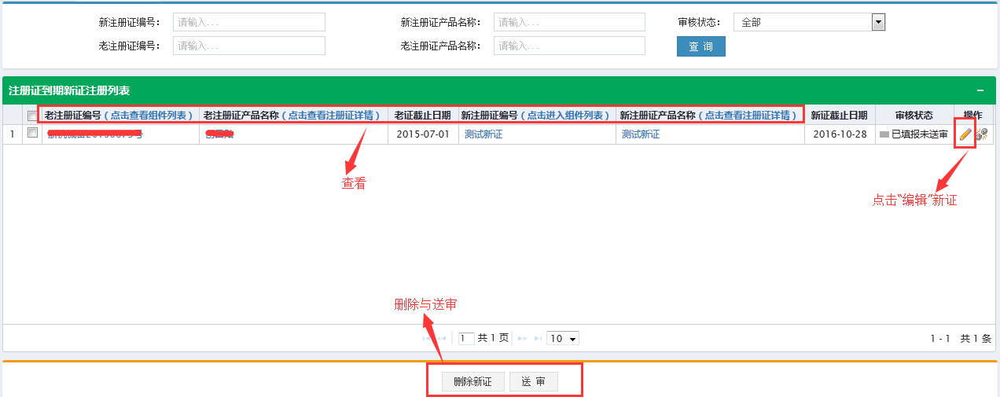 新注册证编号： 请输入... 新注册证产品名称： 请输入... 审核状态： 全部
老注册证编号： 请输入... 老注册证产品名称： 请输入... 查 询
注册证到期新证注册列表
老注册证编号（点击查看组件列表） 老注册证产品名称（点击查看注册证详情） 老证截止日期 新注册证编号（点击进入组件列表） 新注册证产品名称（点击查看注册证详情） 新证截止日期 审核状态 操作
1 2015-07-01 测试新证 测试新证 2016-10-28 已填报未送审
查看
点击“编辑”新证
删除与送审
1 共 1 页 10 1 - 1 共 1 条
删除新证 送 审